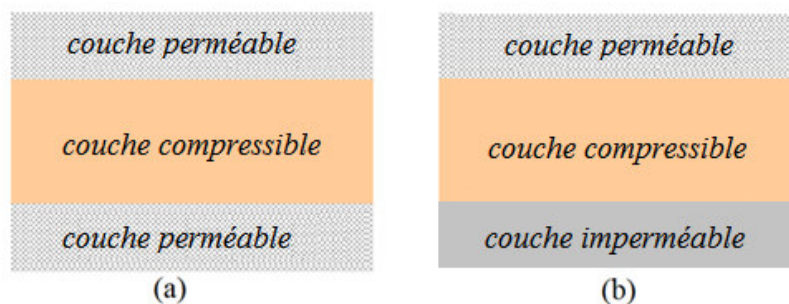 couche perméable
couche compressible
couche perméable
(a)
couche perméable
couche compressible
couche imperméable
(b)